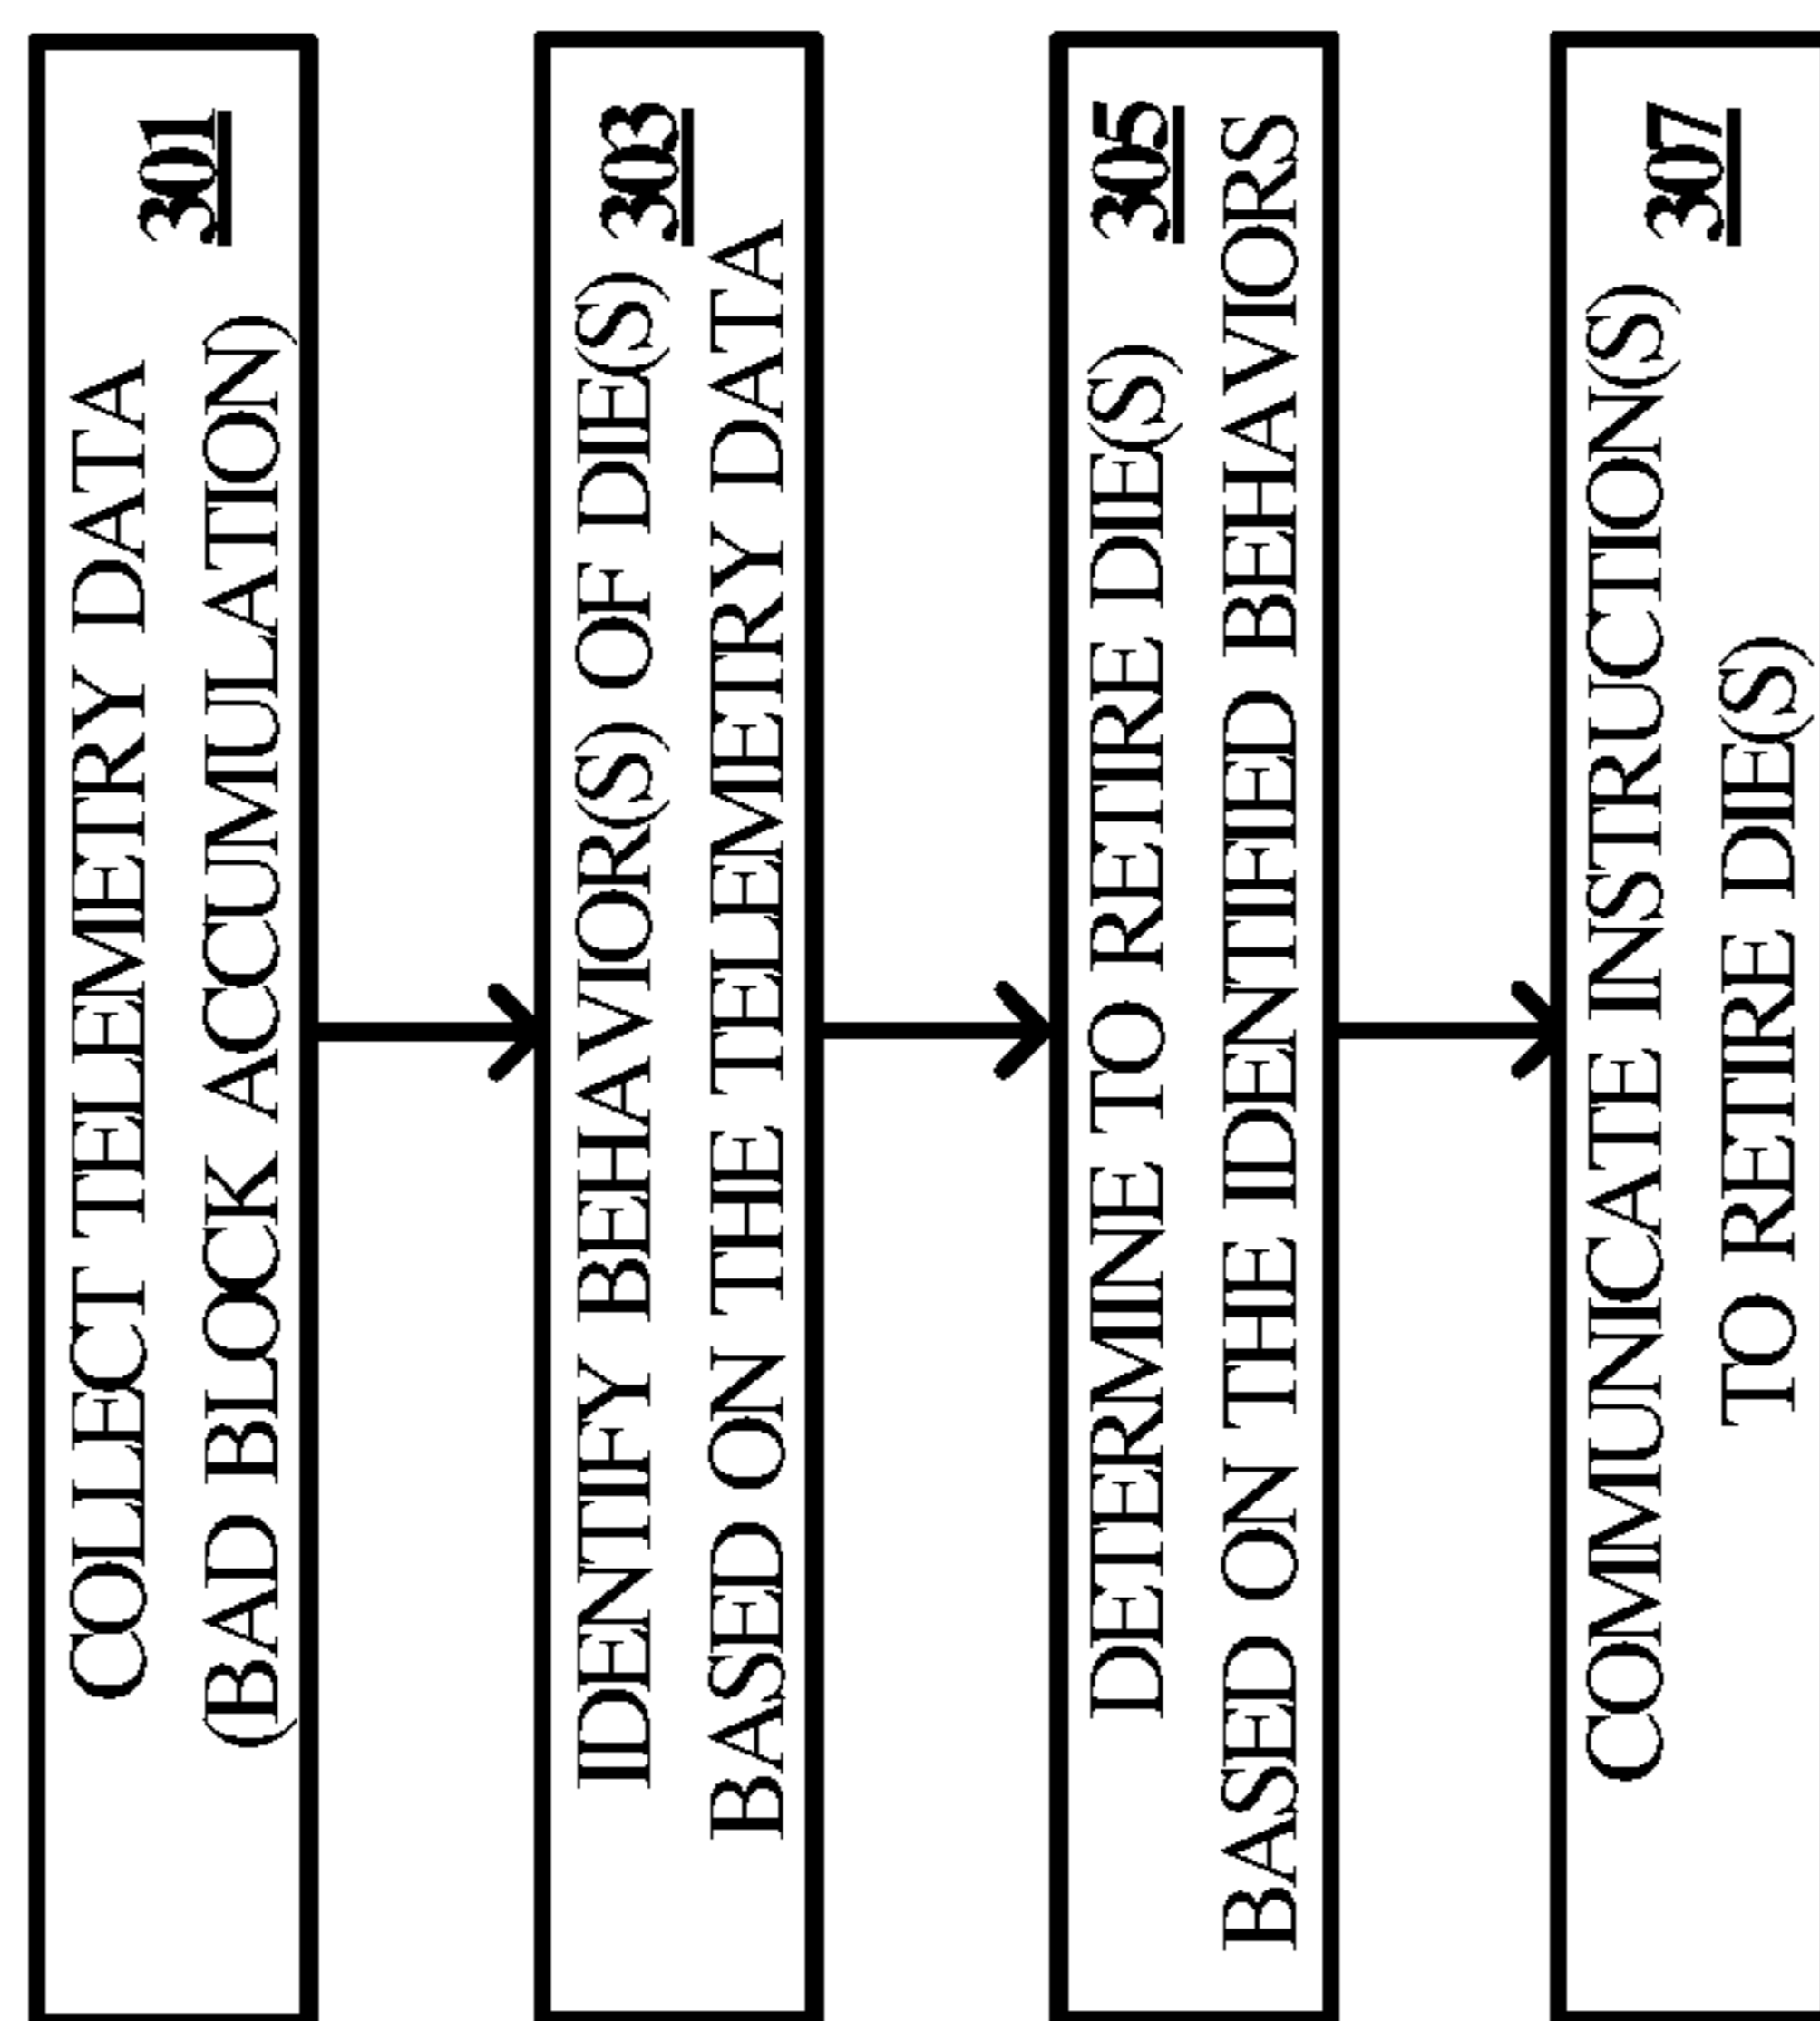 COLLECT TELEMETRY DATA
(BAD BLOCK ACCUMULATION)
301
IDENTIFY BEHAVIOR(S) OF DIE(S)
BASED ON THE TELEMETRY DATA
303
DETERMINE TO RETIRE DIE(S)
BASED ON THE IDENTIFIED BEHAVIORS
305
COMMUNICATE INSTRUCTION(S)
TO RETIRE DIE(S)
307